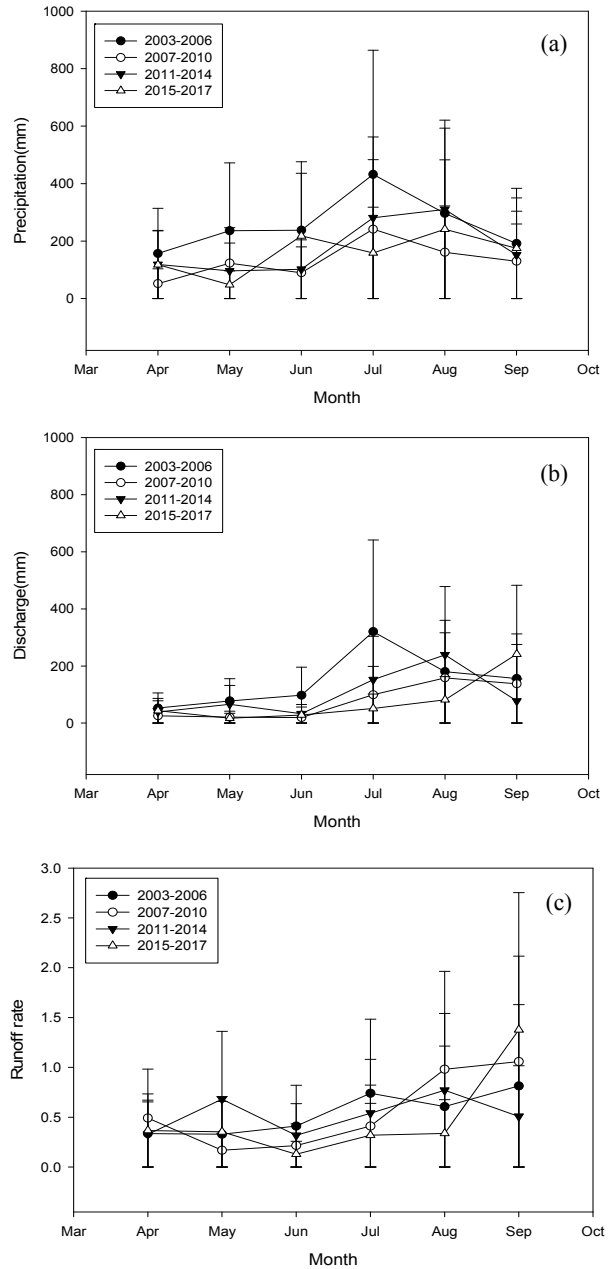 (a)
2003-2006
2007-2010
2011-2014
2015-2017
Precipitation(mm)
1000
800
600
400
200
0
Mar Apr May Jun Jul Aug Sep Oct
Month
(b)
2003-2006
2007-2010
2011-2014
2015-2017
Discharge(mm)
1000
800
600
400
200
0
Mar Apr May Jun Jul Aug Sep Oct
Month
(c)
2003-2006
2007-2010
2011-2014
2015-2017
Runoff rate
3.0
2.5
2.0
1.5
1.0
0.5
0.0
Mar Apr May Jun Jul Aug Sep Oct
Month